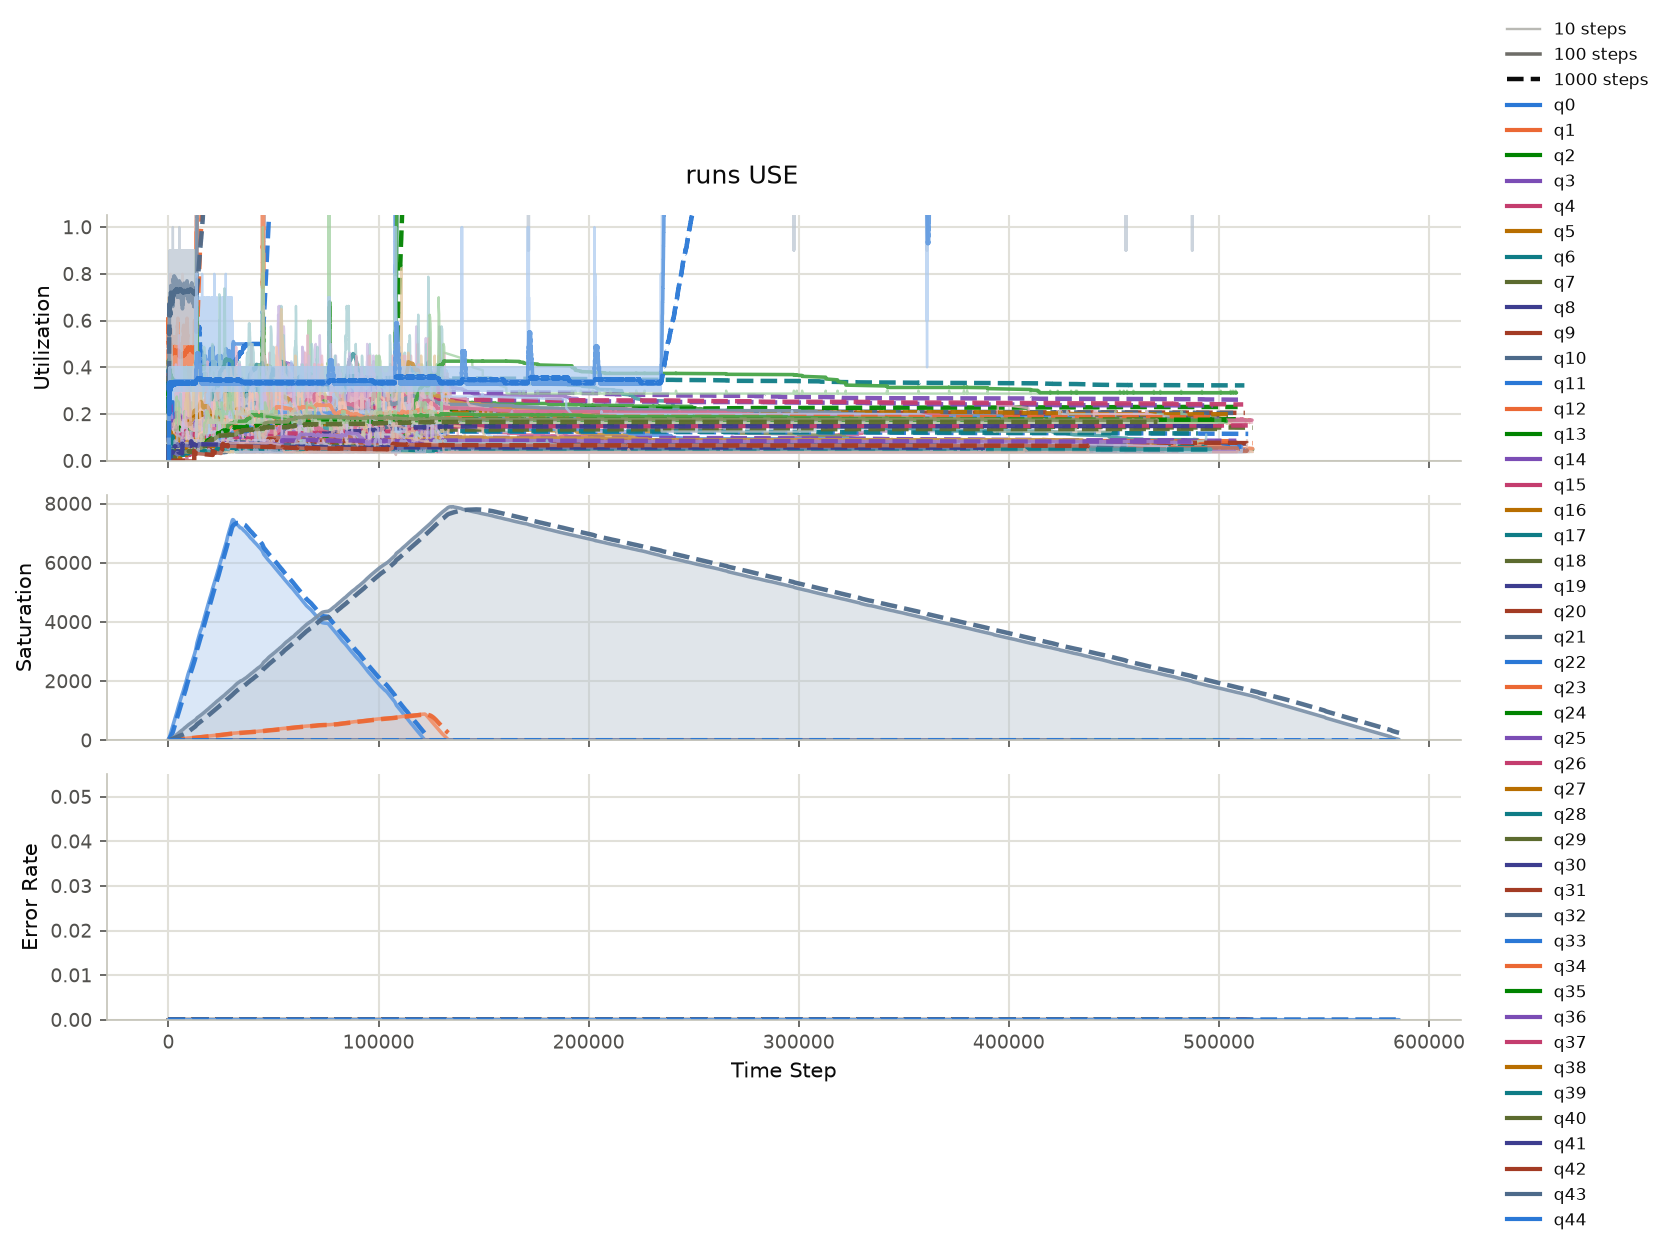 runs USE
Utilization
1.0
0.8
0.6
0.4
0.2
0.0
Saturation
8000
6000
4000
2000
0
Error Rate
0.05
0.04
0.03
0.02
0.01
0.00
0 100000 200000 300000 400000 500000 600000
Time Step
10 steps
100 steps
1000 steps
q0
q1
q2
q3
q4
q5
q6
q7
q8
q9
q10
q11
q12
q13
q14
q15
q16
q17
q18
q19
q20
q21
q22
q23
q24
q25
q26
q27
q28
q29
q30
q31
q32
q33
q34
q35
q36
q37
q38
q39
q40
q41
q42
q43
q44